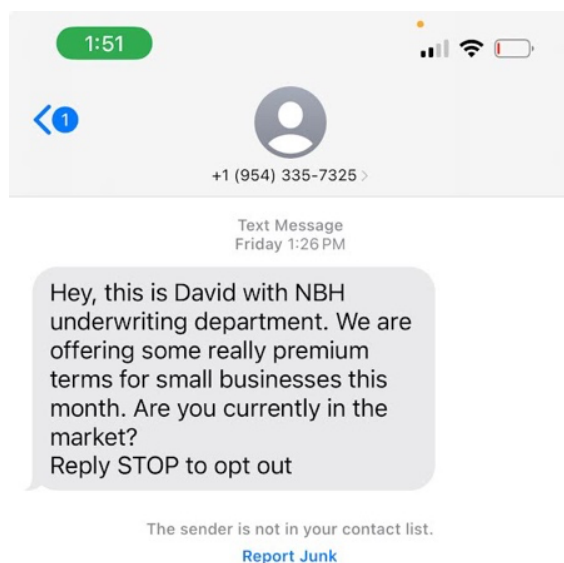 1:51
1
+1 (954) 335-7325 >
Text Message
Friday 1:26 PM
Hey, this is David with NBH
underwriting department. We are
offering some really premium
terms for small businesses this
month. Are you currently in the
market?
Reply STOP to opt out
The sender is not in your contact list.
Report Junk